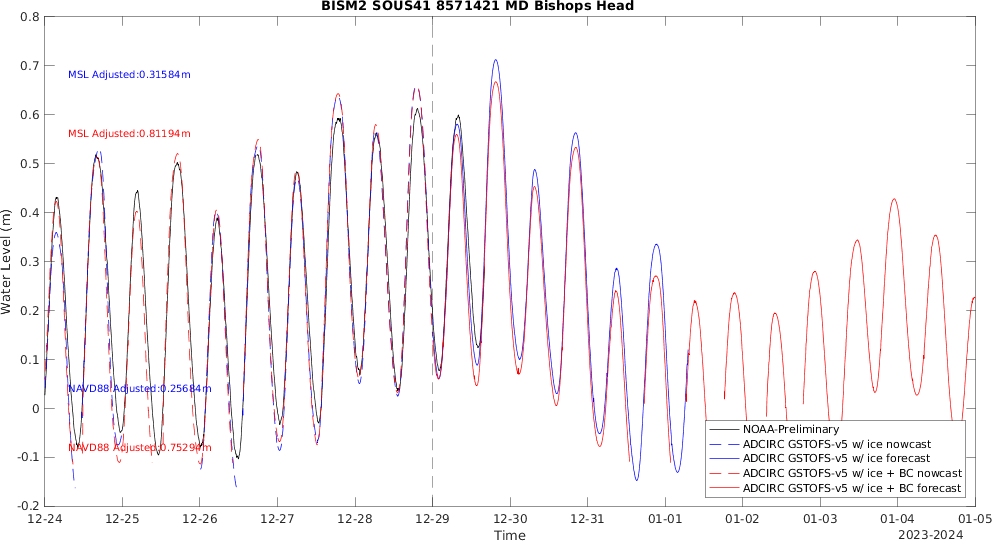 BISM2 SOUS41 8571421 MD Bishops Head
0.8
0.7
0.6
0.5
0.4
0.3
0.2
0.1
0
-0.1
-0.2
Water Level (m)
MSL Adjusted:0.31584m
MSL Adjusted:0.81194m
NAVD88 Adjusted:0.25684m
NAVD88 Adjusted:0.75294m
NOAA-Preliminary
ADCIRC GSTOFS-v5 w/ ice nowcast
ADCIRC GSTOFS-v5 w/ ice forecast
ADCIRC GSTOFS-v5 w/ ice + BC nowcast
ADCIRC GSTOFS-v5 w/ ice + BC forecast
12-24 12-25 12-26 12-27 12-28 12-29 12-30 12-31 01-01 01-02 01-03 01-04 01-05
Time
2023-2024